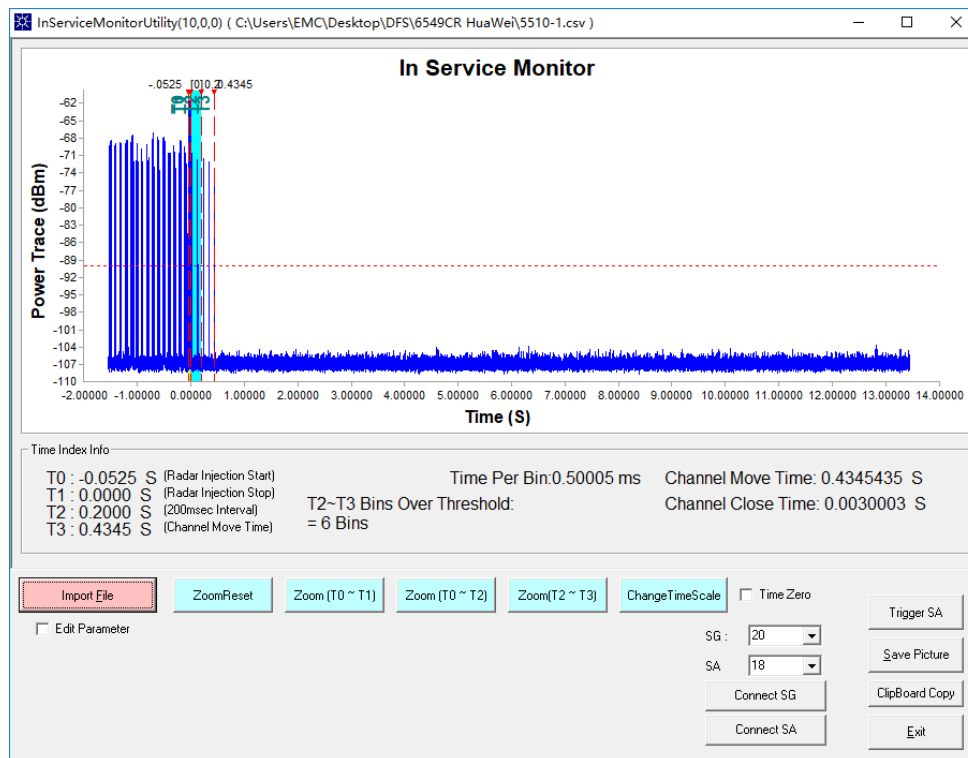 InServiceMonitorUtility(10,0,0) ( C:\Users\EMC\Desktop\DFS\6549CR HuaWei\5510-1.csv )
In Service Monitor
-.0525 [0]0.2 0.4345
T0 T3
Power Trace (dBm)
-62
-65
-68
-71
-74
-77
-80
-83
-86
-89
-92
-95
-98
-101
-104
-107
-110
-2.00000 -1.00000 0.00000 1.00000 2.00000 3.00000 4.00000 5.00000 6.00000 7.00000 8.00000 9.00000 10.00000 11.00000 12.00000 13.00000 14.00000
Time (S)
Time Index Info
T0 : -0.0525 S (Radar Injection Start)
T1 : 0.0000 S (Radar Injection Stop)
T2 : 0.2000 S (200msec Interval)
T3 : 0.4345 S (Channel Move Time)
Time Per Bin:0.50005 ms
T2~T3 Bins Over Threshold:
= 6 Bins
Channel Move Time: 0.4345435 S
Channel Close Time: 0.0030003 S
Import File ZoomReset Zoom (T0 ~ T1) Zoom (T0 ~ T2) Zoom(T2 ~ T3) ChangeTimeScale Time Zero
Edit Parameter
SG : 20
SA 18
Connect SG
Connect SA
Trigger SA
Save Picture
ClipBoard Copy
Exit